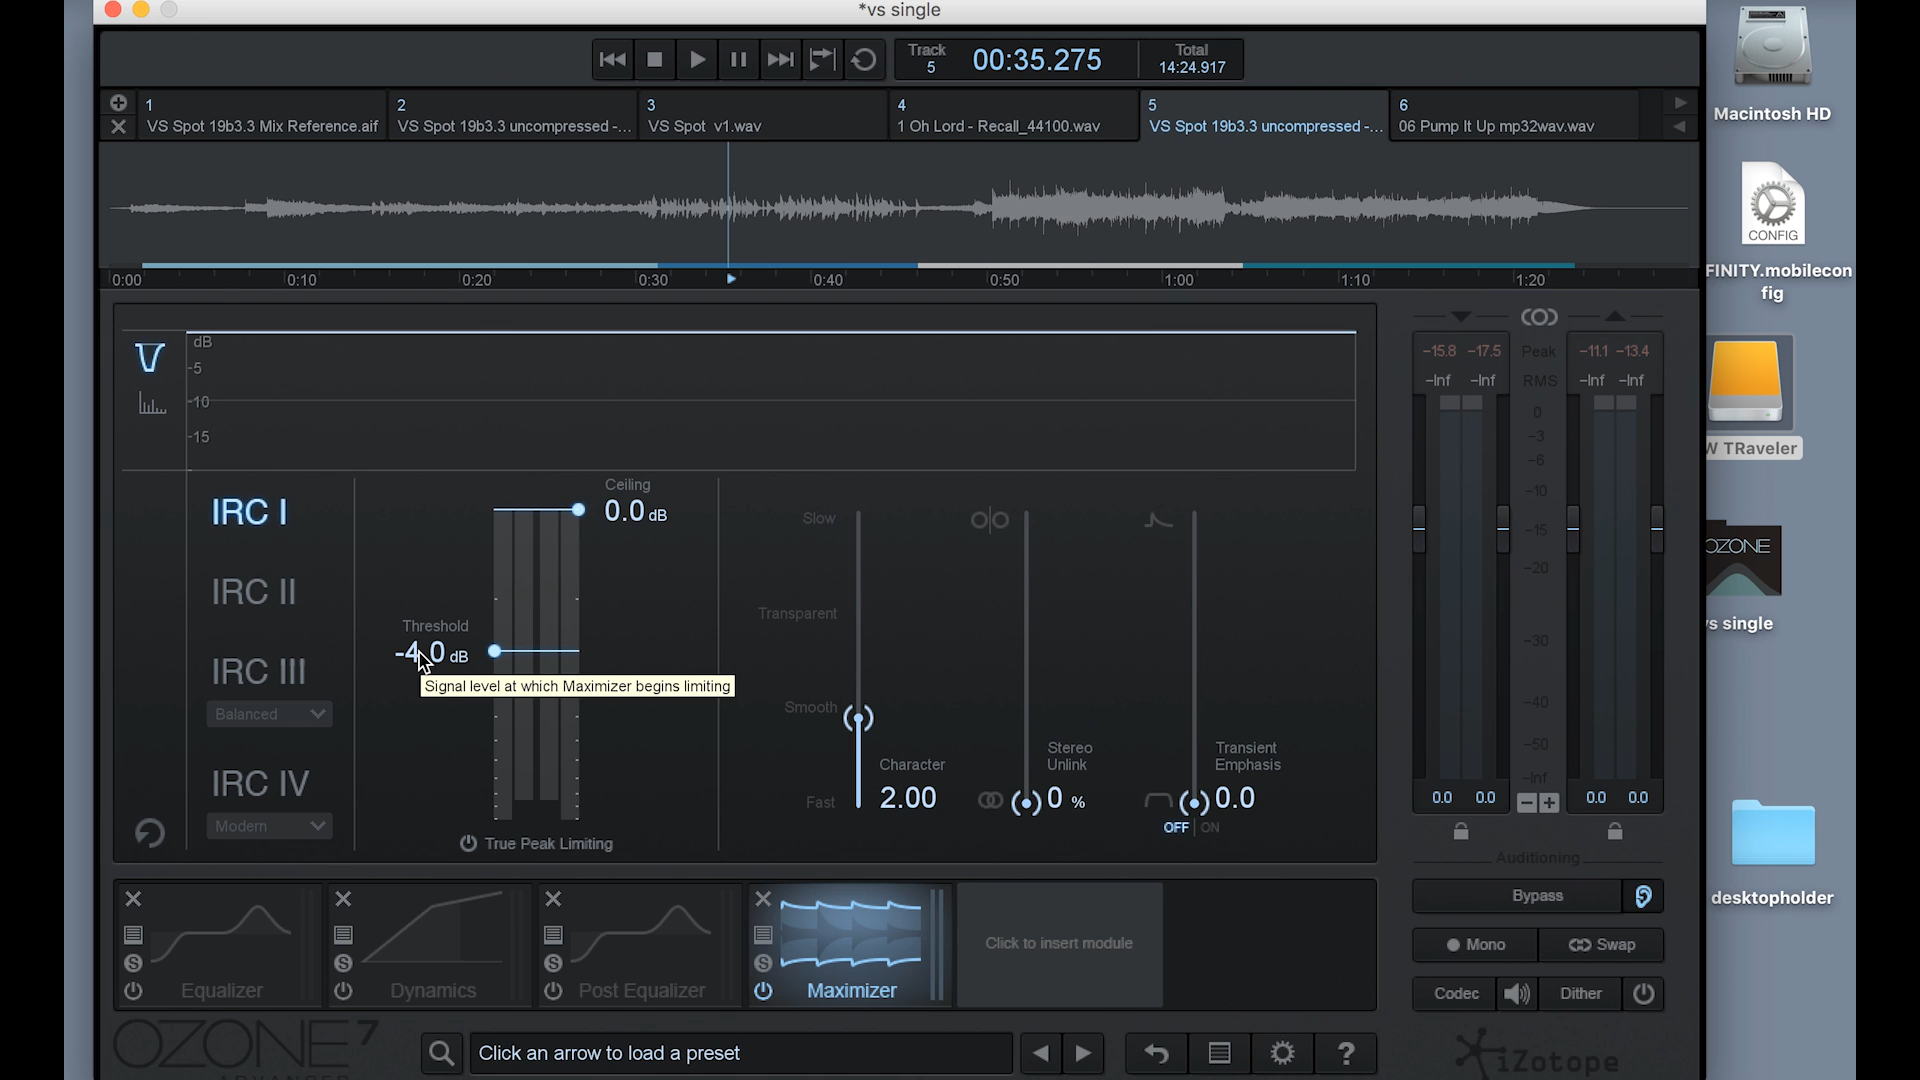 *vs single
Track
5
00:35.275
Total
14:24.917
1
VS Spot 19b3.3 Mix Reference.aif
2
VS Spot 19b3.3 uncompressed -...
3
VS Spot  v1.wav
4
1 Oh Lord - Recall_44100.wav
5
VS Spot 19b3.3 uncompressed -...
6
06 Pump It Up mp32wav.wav
0:00
0:10
0:20
0:30
0:40
0:50
1:00
1:10
1:20
dB
-5
-10
-15
IRC I
IRC II
IRC III
Balanced
IRC IV
Modern
Ceiling
0.0 dB
Threshold
-4.0 dB
Signal level at which Maximizer begins limiting
True Peak Limiting
Slow
Transparent
Smooth
Fast
Character
2.00
Stereo
Unlink
0 %
Transient
Emphasis
0.0
OFF ON
-15.8 -17.5 Peak -11.1 -13.4
-Inf -Inf RMS -Inf -Inf
0
-3
-6
-10
-15
-20
-30
-40
-50
-Inf
0.0 0.0
0.0 0.0
Auditioning
Bypass
Mono
Swap
Codec
Dither
S
Equalizer
S
Dynamics
S
Post Equalizer
S
Maximizer
Click to insert module
OZONE 7
ADVANCED
Click an arrow to load a preset
?
iZotope
Macintosh HD
CONFIG
FINITY.mobilecon
fig
W TRaveler
OZONE
vs single
desktopholder